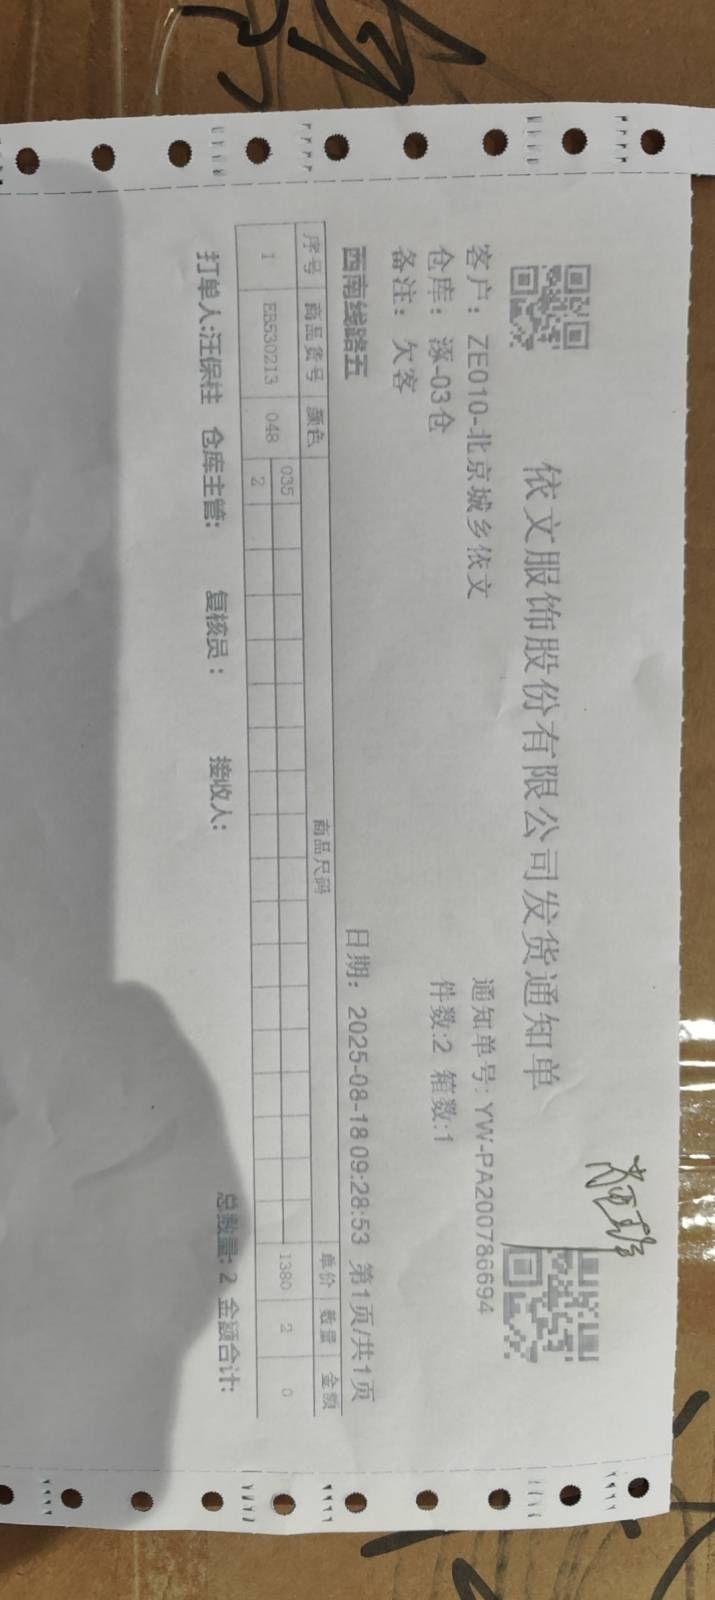 依文服饰股份有限公司发货通知单
客户：ZE010-北京城乡依文 通知单号：YW-PA200786694
仓库：涿-03仓 件数:2 箱数:1
备注：欠客
西南线路五 日期：2025-08-18 09:28:53 第1页/共1页
序号 商品货号 颜色 商品尺码 单价 数量 金额
1 EB530213 048 035 1380 2 0
2
打单人:汪保柱 仓库主管: 复核员： 接收人: 总数量: 2 金额合计: